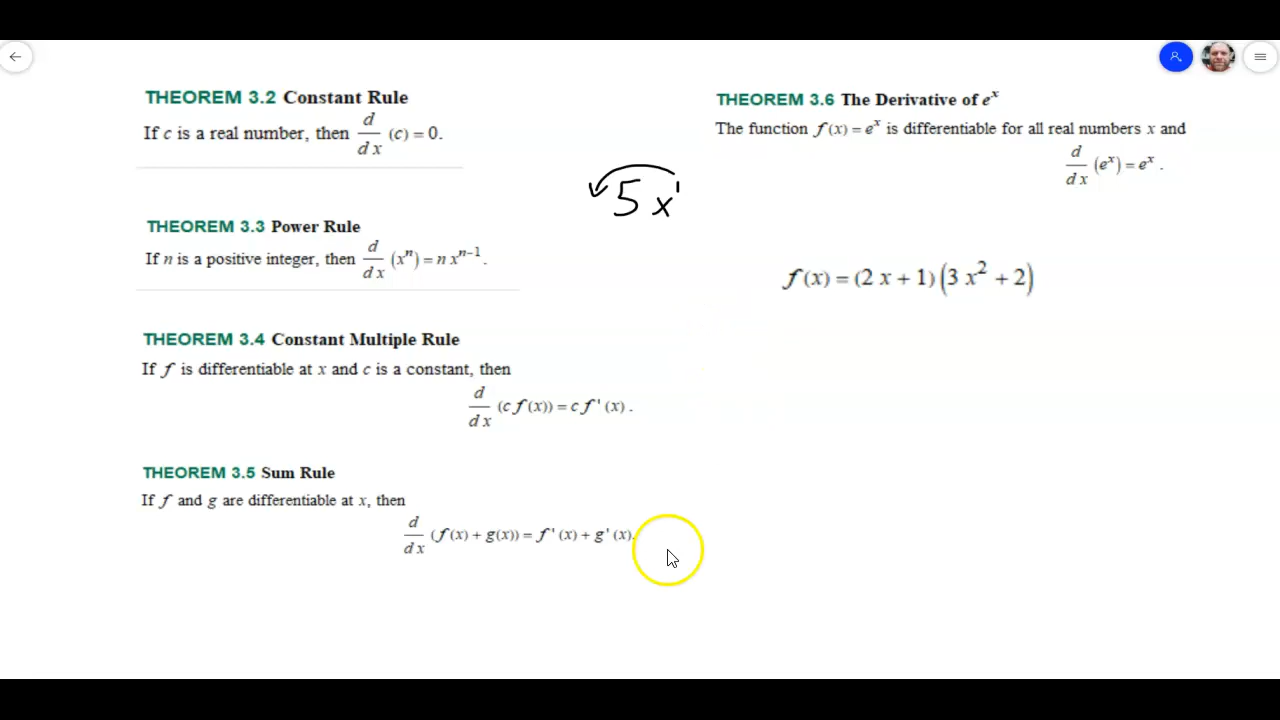 THEOREM 3.2 Constant Rule
If c is a real number, then d/dx (c) = 0.
THEOREM 3.3 Power Rule
If n is a positive integer, then d/dx (xⁿ) = n xⁿ⁻¹.
THEOREM 3.4 Constant Multiple Rule
If f is differentiable at x and c is a constant, then
d/dx (c f(x)) = c f '(x).
THEOREM 3.5 Sum Rule
If f and g are differentiable at x, then
d/dx (f(x) + g(x)) = f '(x) + g '(x).
5x¹
THEOREM 3.6 The Derivative of eˣ
The function f(x) = eˣ is differentiable for all real numbers x and
d/dx (eˣ) = eˣ.
f(x) = (2 x + 1)(3 x² + 2)